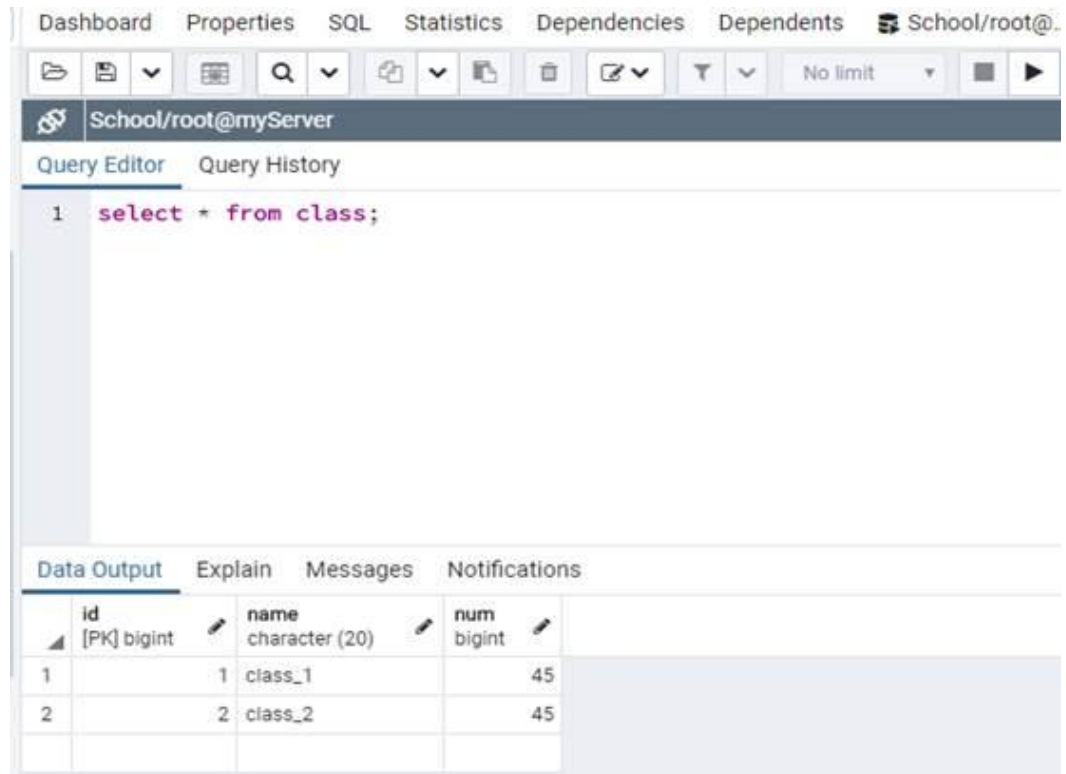 Dashboard Properties SQL Statistics Dependencies Dependents School/root@..
No limit
School/root@myServer
Query Editor Query History
1 select * from class;
Data Output Explain Messages Notifications
id name num
[PK] bigint character (20) bigint
1 1 class_1 45
2 2 class_2 45